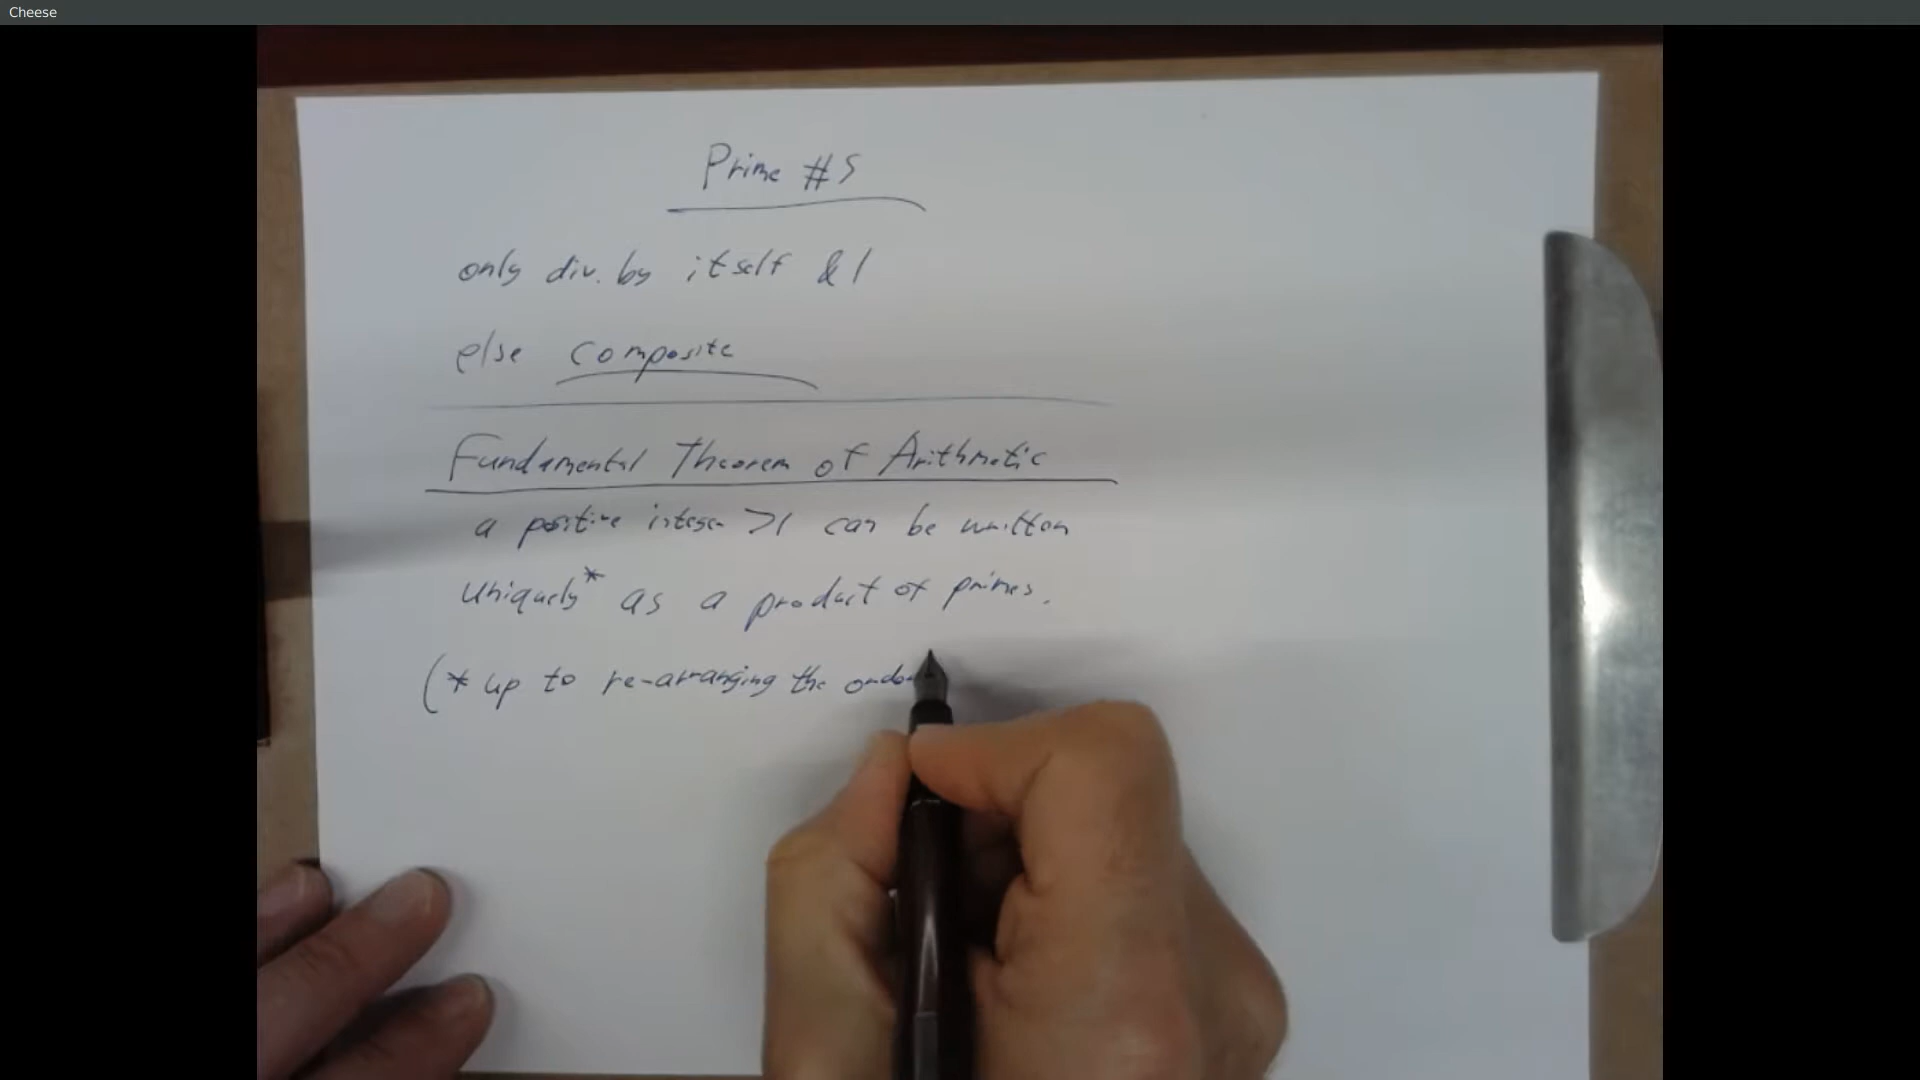 Cheese
Prime #s
only div. by itself & 1
else composite
Fundamental Theorem of Arithmetic
a positive integer >1 can be written
uniquely* as a product of primes.
(* up to re-arranging the order